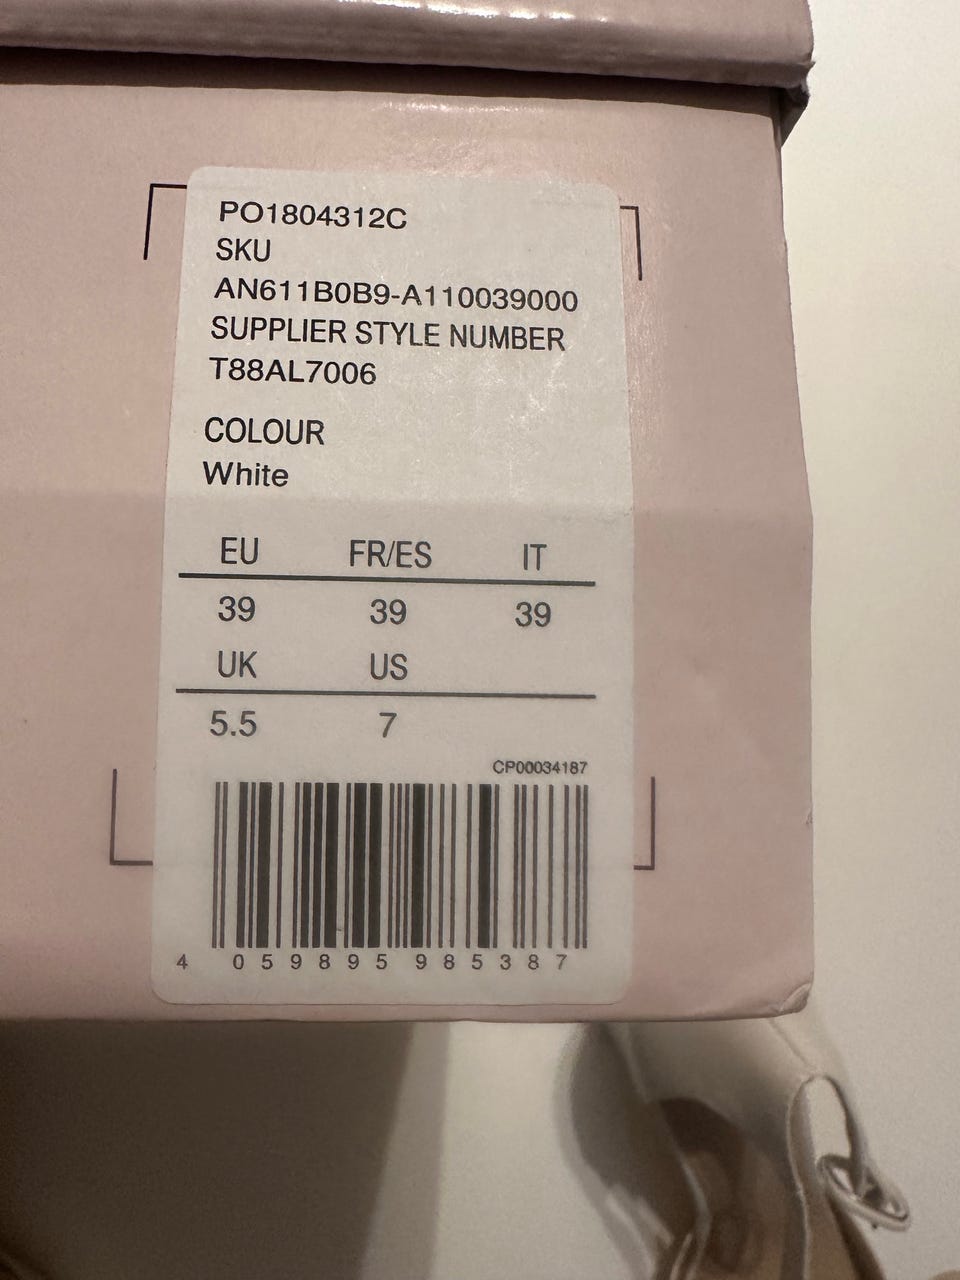 PO1804312C
SKU
AN611B0B9-A110039000
SUPPLIER STYLE NUMBER
T88AL7006
COLOUR
White
EU FR/ES IT
39 39 39
UK US
5.5 7
CP00034187
4 059895 985387